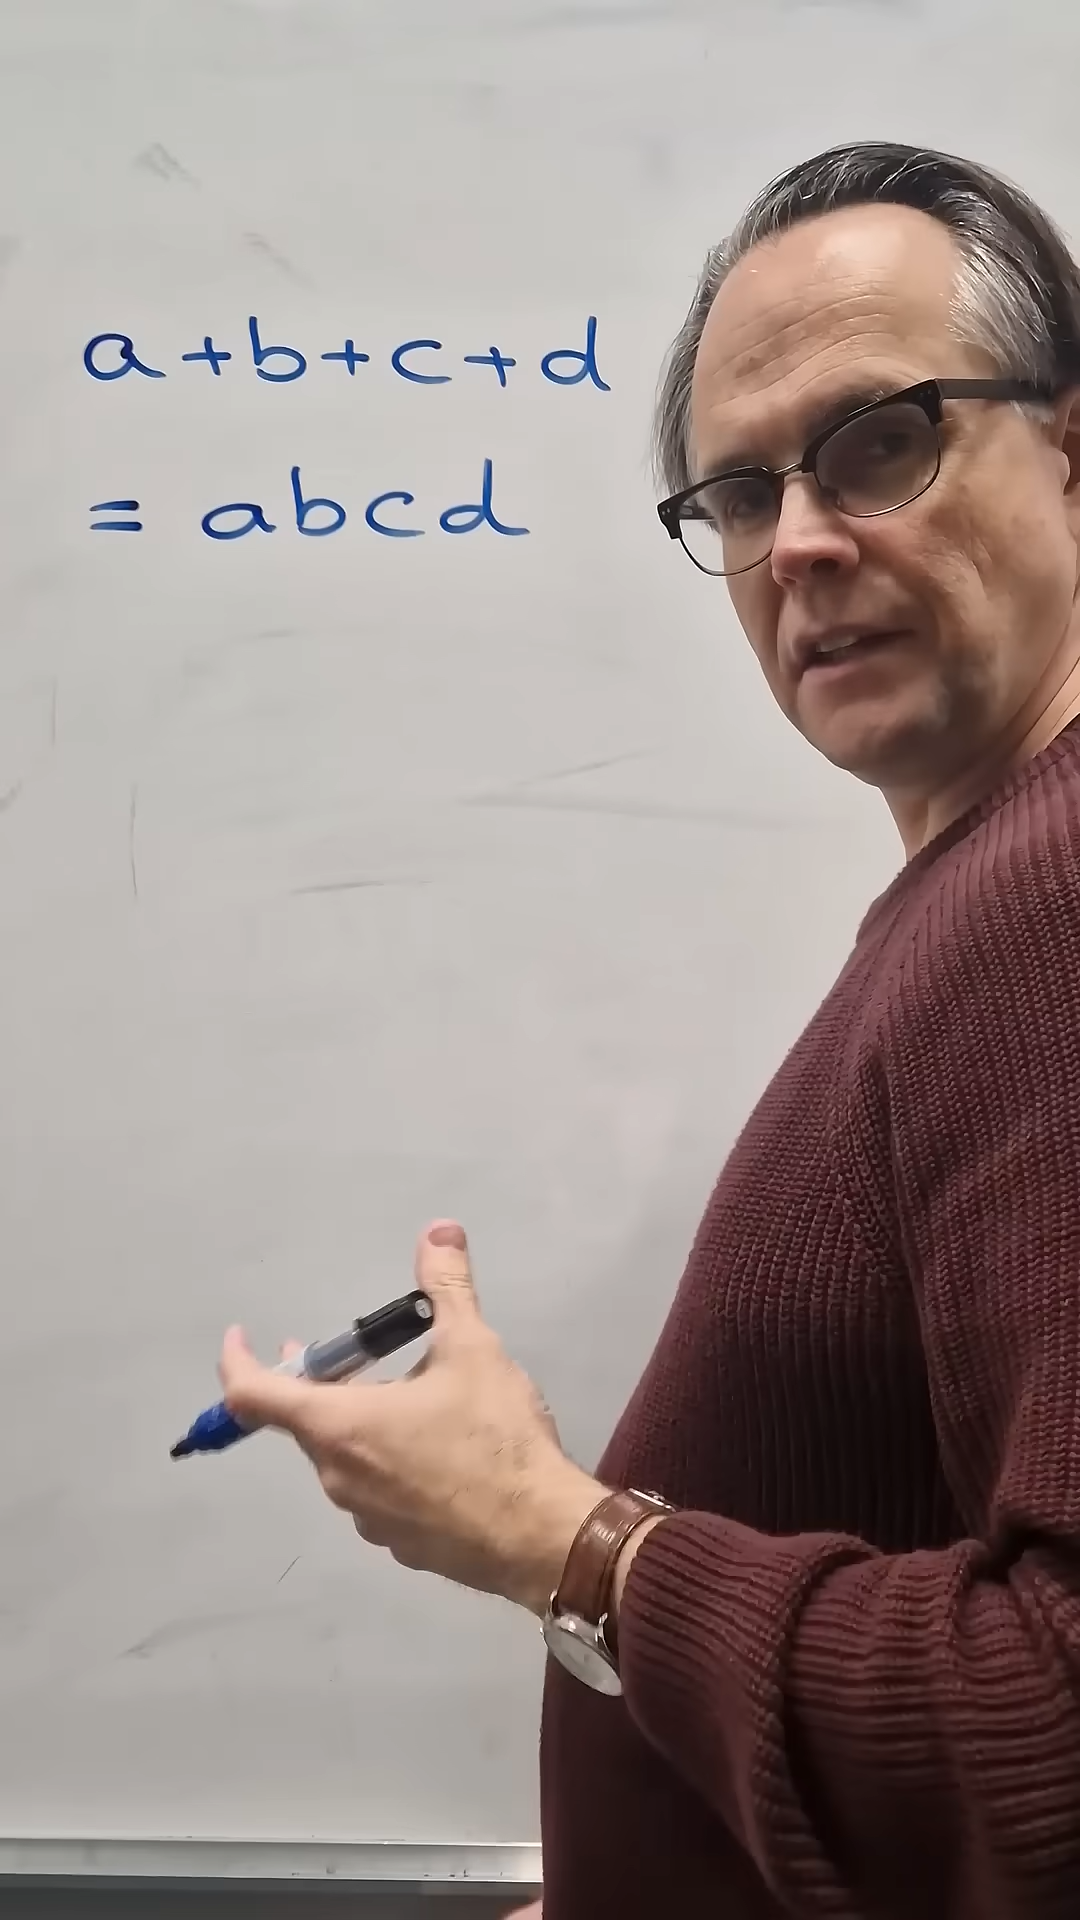 a+b+c+d
= abcd